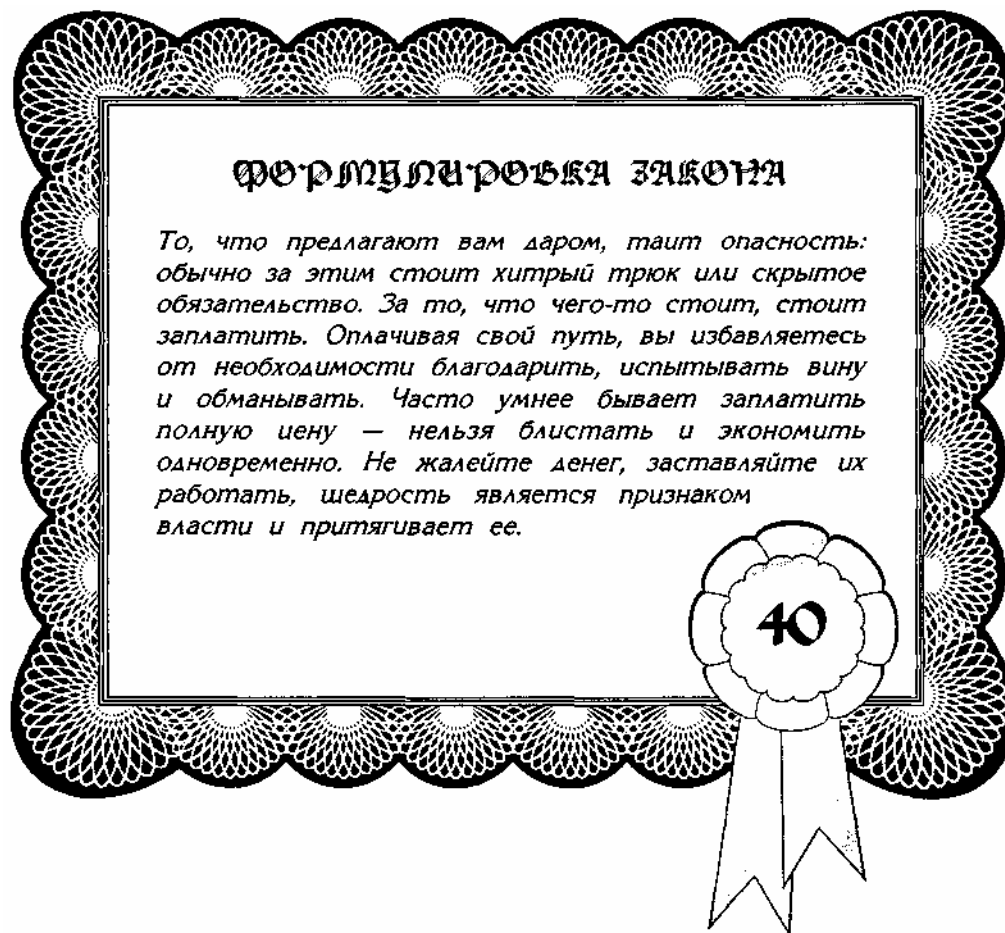 ФОРМУЛИРОВКА ЗАКОНА
То, что предлагают вам даром, таит опасность:
обычно за этим стоит хитрый трюк или скрытое
обязательство. За то, что чего-то стоит, стоит
заплатить. Оплачивая свой путь, вы избавляетесь
от необходимости благодарить, испытывать вину
и обманывать. Часто умнее бывает заплатить
полную цену — нельзя блистать и экономить
одновременно. Не жалейте денег, заставляйте их
работать, щедрость является признаком
власти и притягивает ее.
40